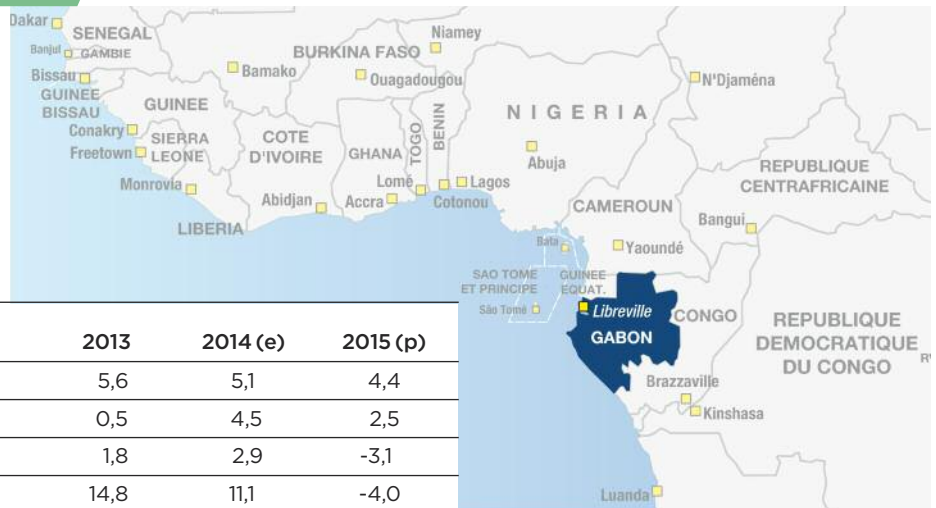 Dakar
SENEGAL
Banjul
GAMBIE
Bissau
GUINEE
BISSAU
Bamako
BURKINA FASO
Niamey
Ouagadougou
N'Djaména
GUINEE
Conakry
SIERRA
LEONE
Freetown
COTE
D'IVOIRE
GHANA
TOGO
BENIN
NIGERIA
Abuja
Monrovia
LIBERIA
Abidjan
Accra
Lomé
Cotonou
Lagos
REPUBLIQUE
CENTRAFRICAINE
CAMEROUN
Bangui
Bata
Yaoundé
SAO TOME
ET PRINCIPE
São Tomé
GUINEE
EQUAT.
Libreville
GABON
CONGO
REPUBLIQUE
DEMOCRATIQUE
DU CONGO
Brazzaville
Kinshasa
Luanda
2013 2014 (e) 2015 (p)
5,6 5,1 4,4
0,5 4,5 2,5
1,8 2,9 -3,1
14,8 11,1 -4,0